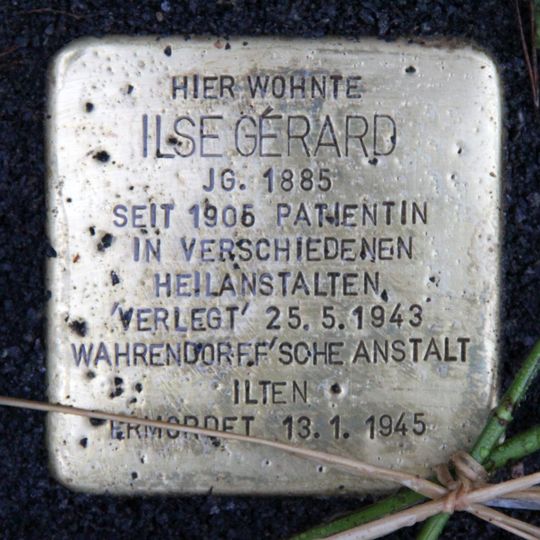 HIER WOHNTE
ILSE GÉRARD
JG. 1885
SEIT 1905 PATIENTIN
IN VERSCHIEDENEN
HEILANSTALTEN
'VERLEGT' 25.5.1943
WAHRENDORFF'SCHE ANSTALT
ILTEN
ERMORDET 13.1.1945